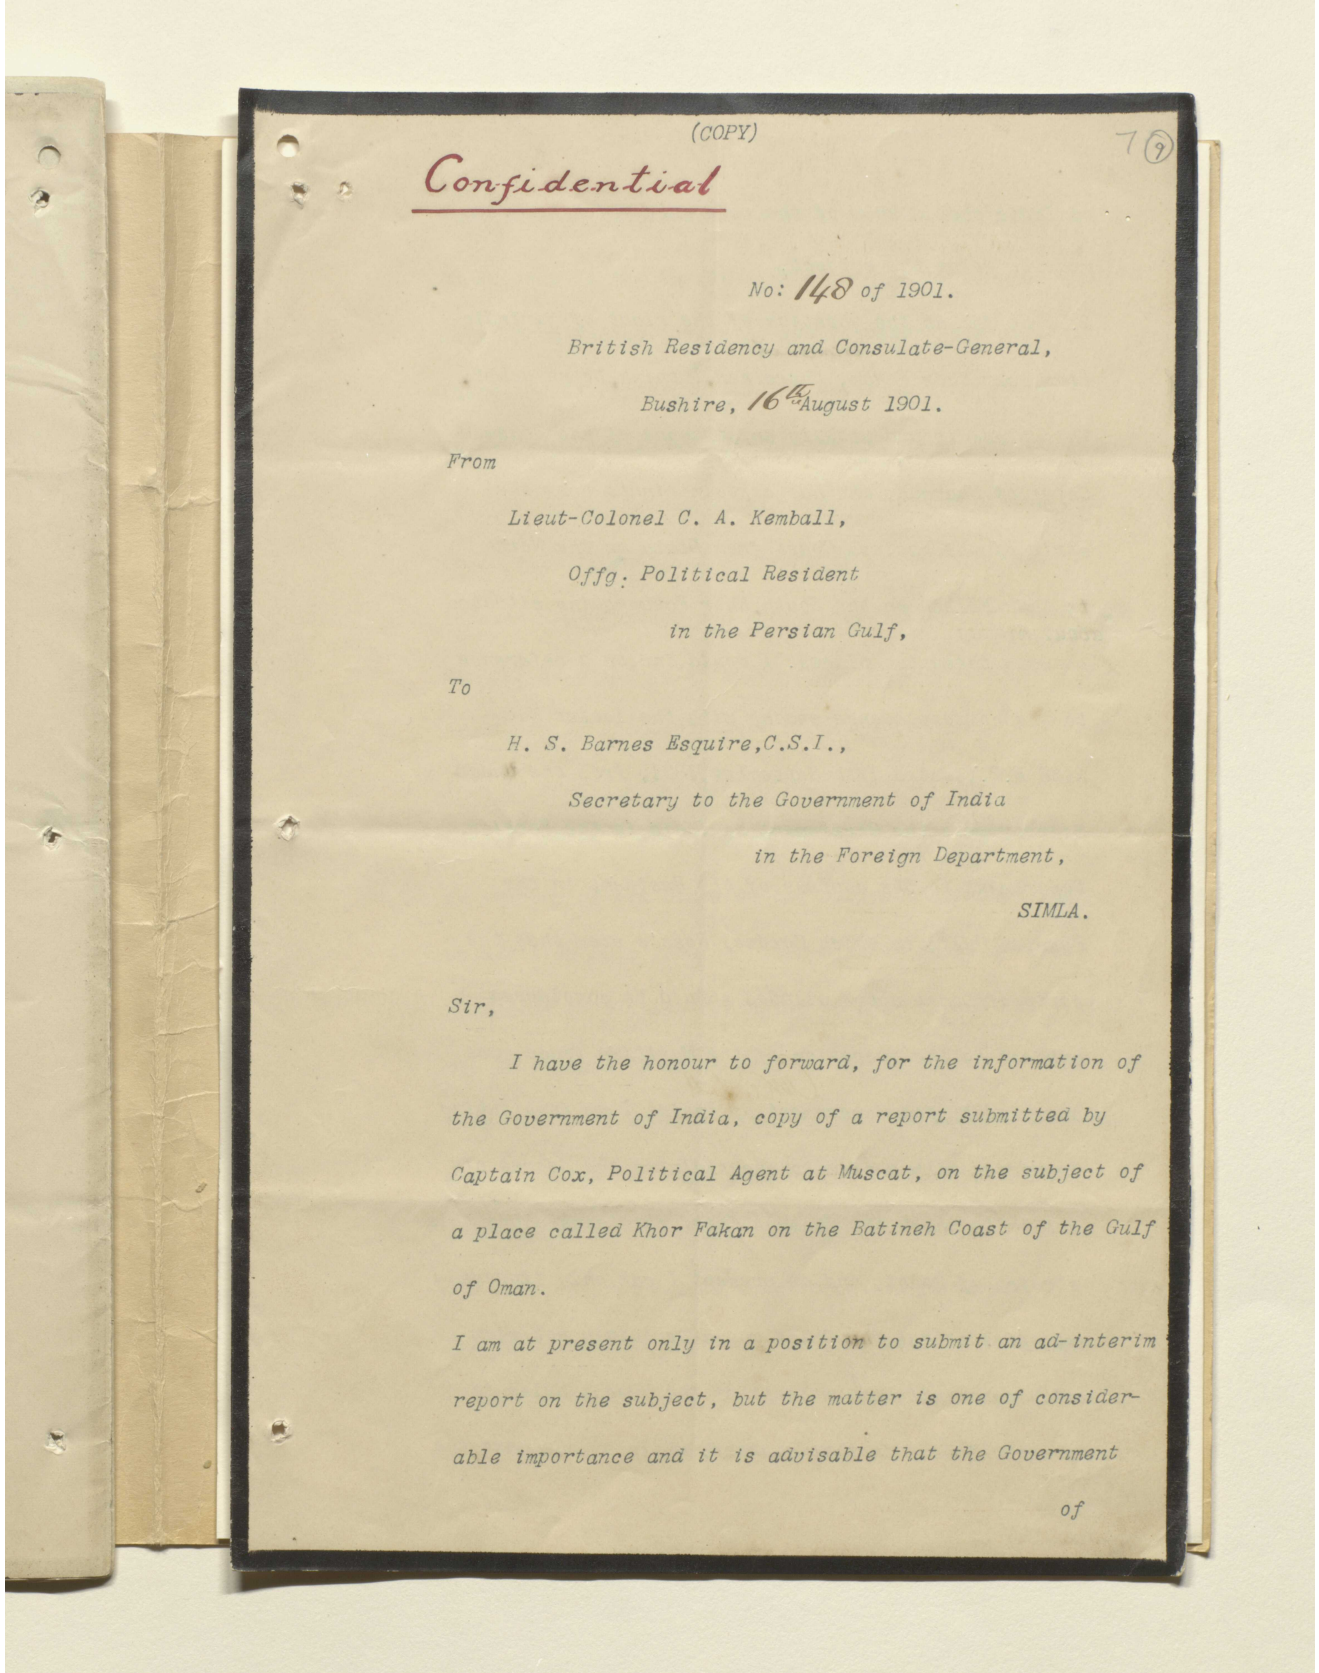 (COPY)
7 9
Confidential
No: 148 of 1901.
British Residency and Consulate-General,
Bushire, 16th August 1901.
From
Lieut-Colonel C. A. Kemball,
Offg: Political Resident
in the Persian Gulf,
To
H. S. Barnes Esquire,C.S.I.,
Secretary to the Government of India
in the Foreign Department,
SIMLA.
Sir,
I have the honour to forward, for the information of
the Government of India, copy of a report submitted by
Captain Cox, Political Agent at Muscat, on the subject of
a place called Khor Fakan on the Batineh Coast of the Gulf
of Oman.
I am at present only in a position to submit an ad-interim
report on the subject, but the matter is one of consider-
able importance and it is advisable that the Government
of